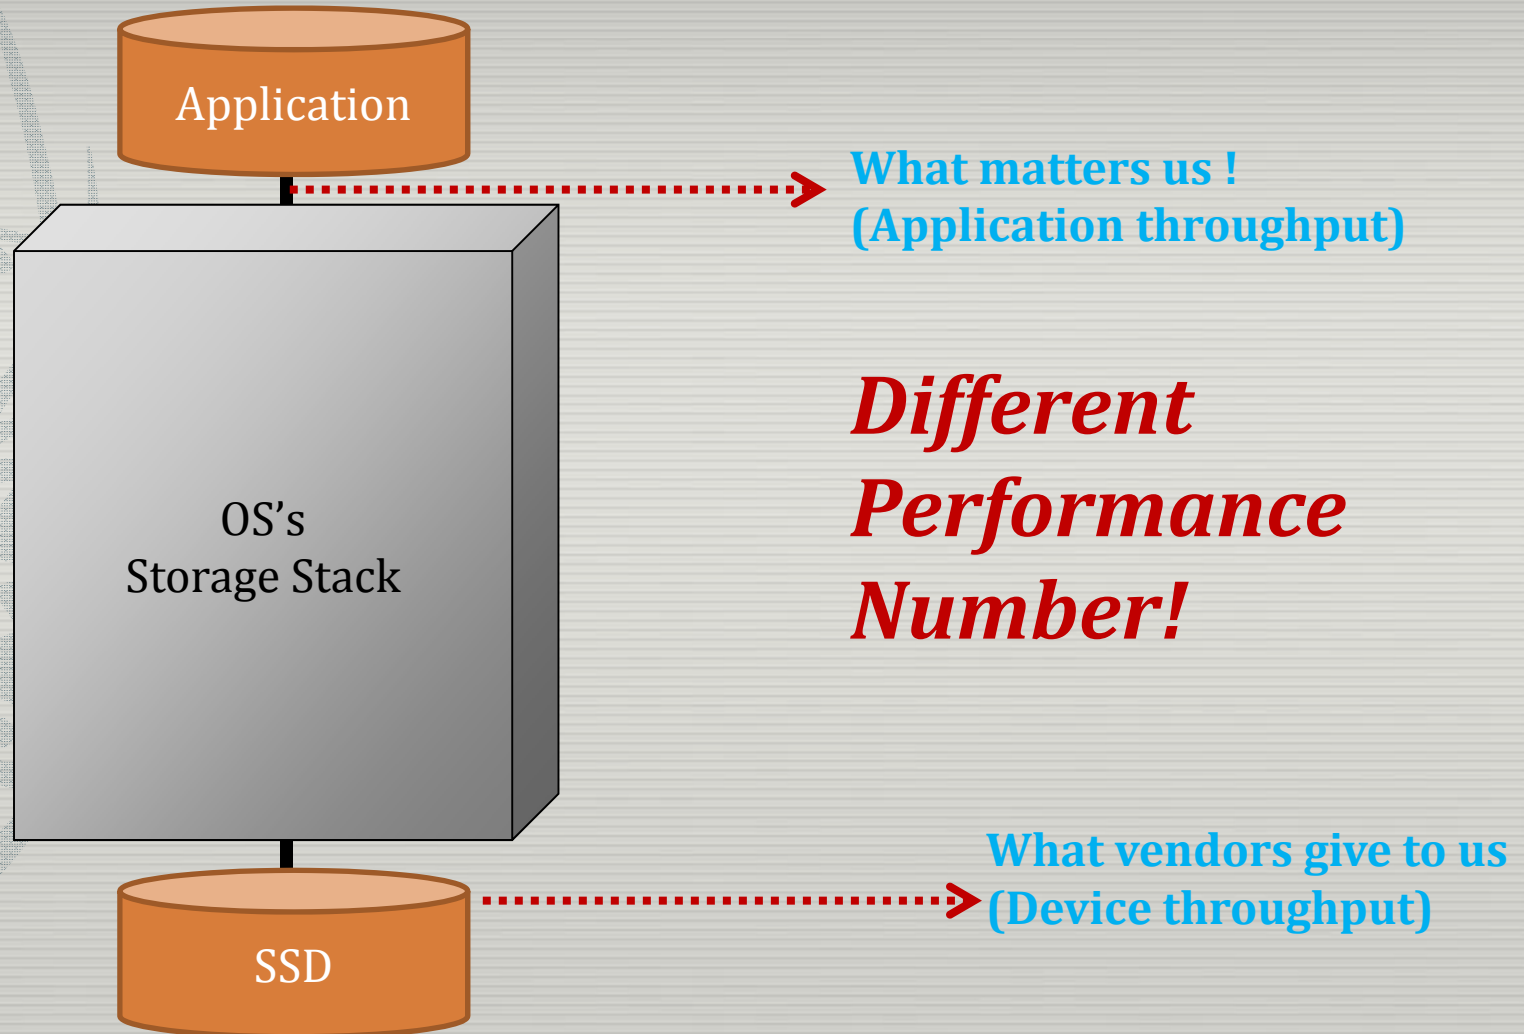 Application
What matters us !
(Application throughput)
Different
Performance
Number!
OS’s
Storage Stack
What vendors give to us
(Device throughput)
SSD